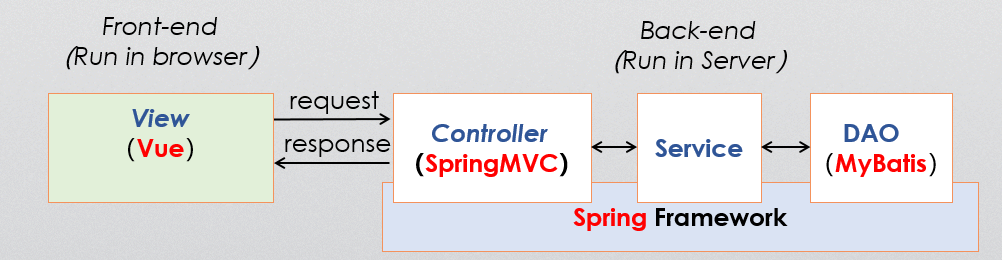 Front-end
(Run in browser)
Back-end
(Run in Server)
View
(Vue)
request
response
Controller
(SpringMVC)
Service
DAO
(MyBatis)
Spring Framework